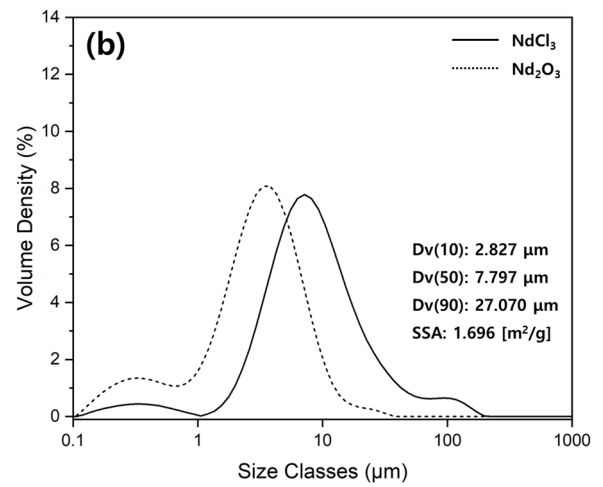 (b)
NdCl₃
Nd₂O₃
14
12
10
8
6
4
2
0
Volume Density (%)
Dv(10): 2.827 μm
Dv(50): 7.797 μm
Dv(90): 27.070 μm
SSA: 1.696 [m²/g]
0.1 1 10 100 1000
Size Classes (μm)